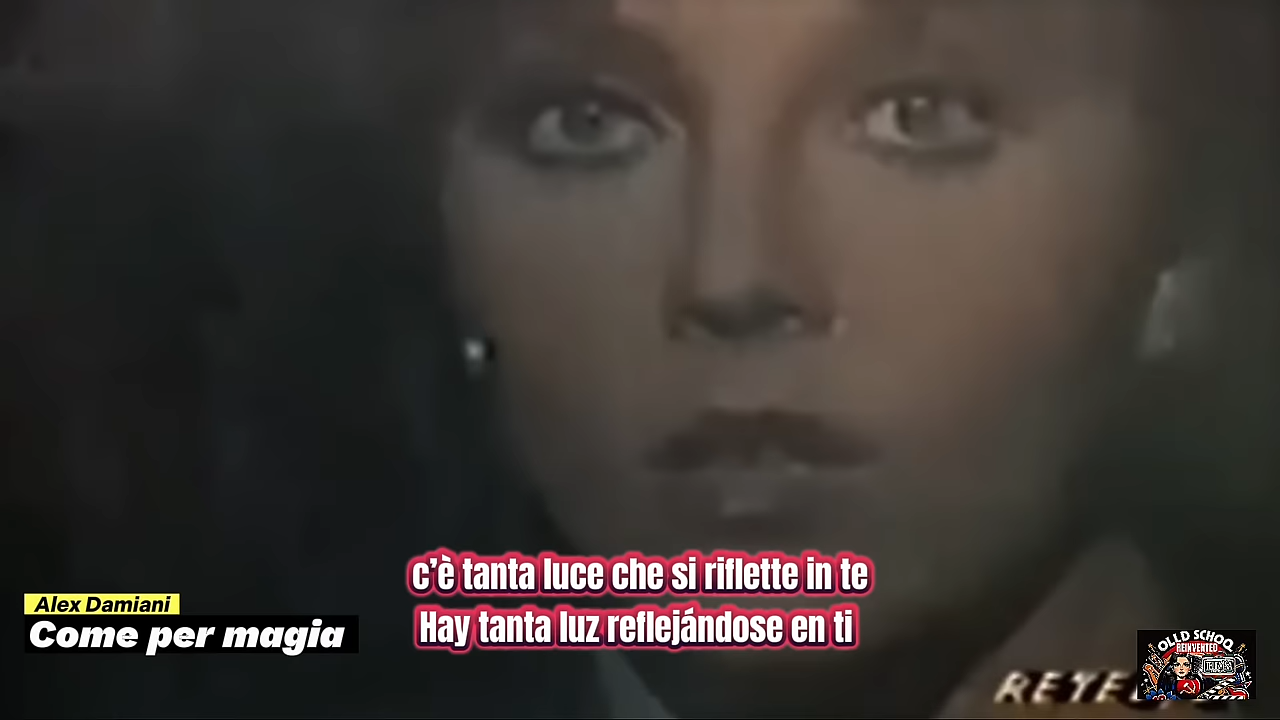 c'è tanta luce che si riflette in te
Hay tanta luz reflejándose en ti
Alex Damiani
Come per magia
OLLD SCHOO
REINVENTED